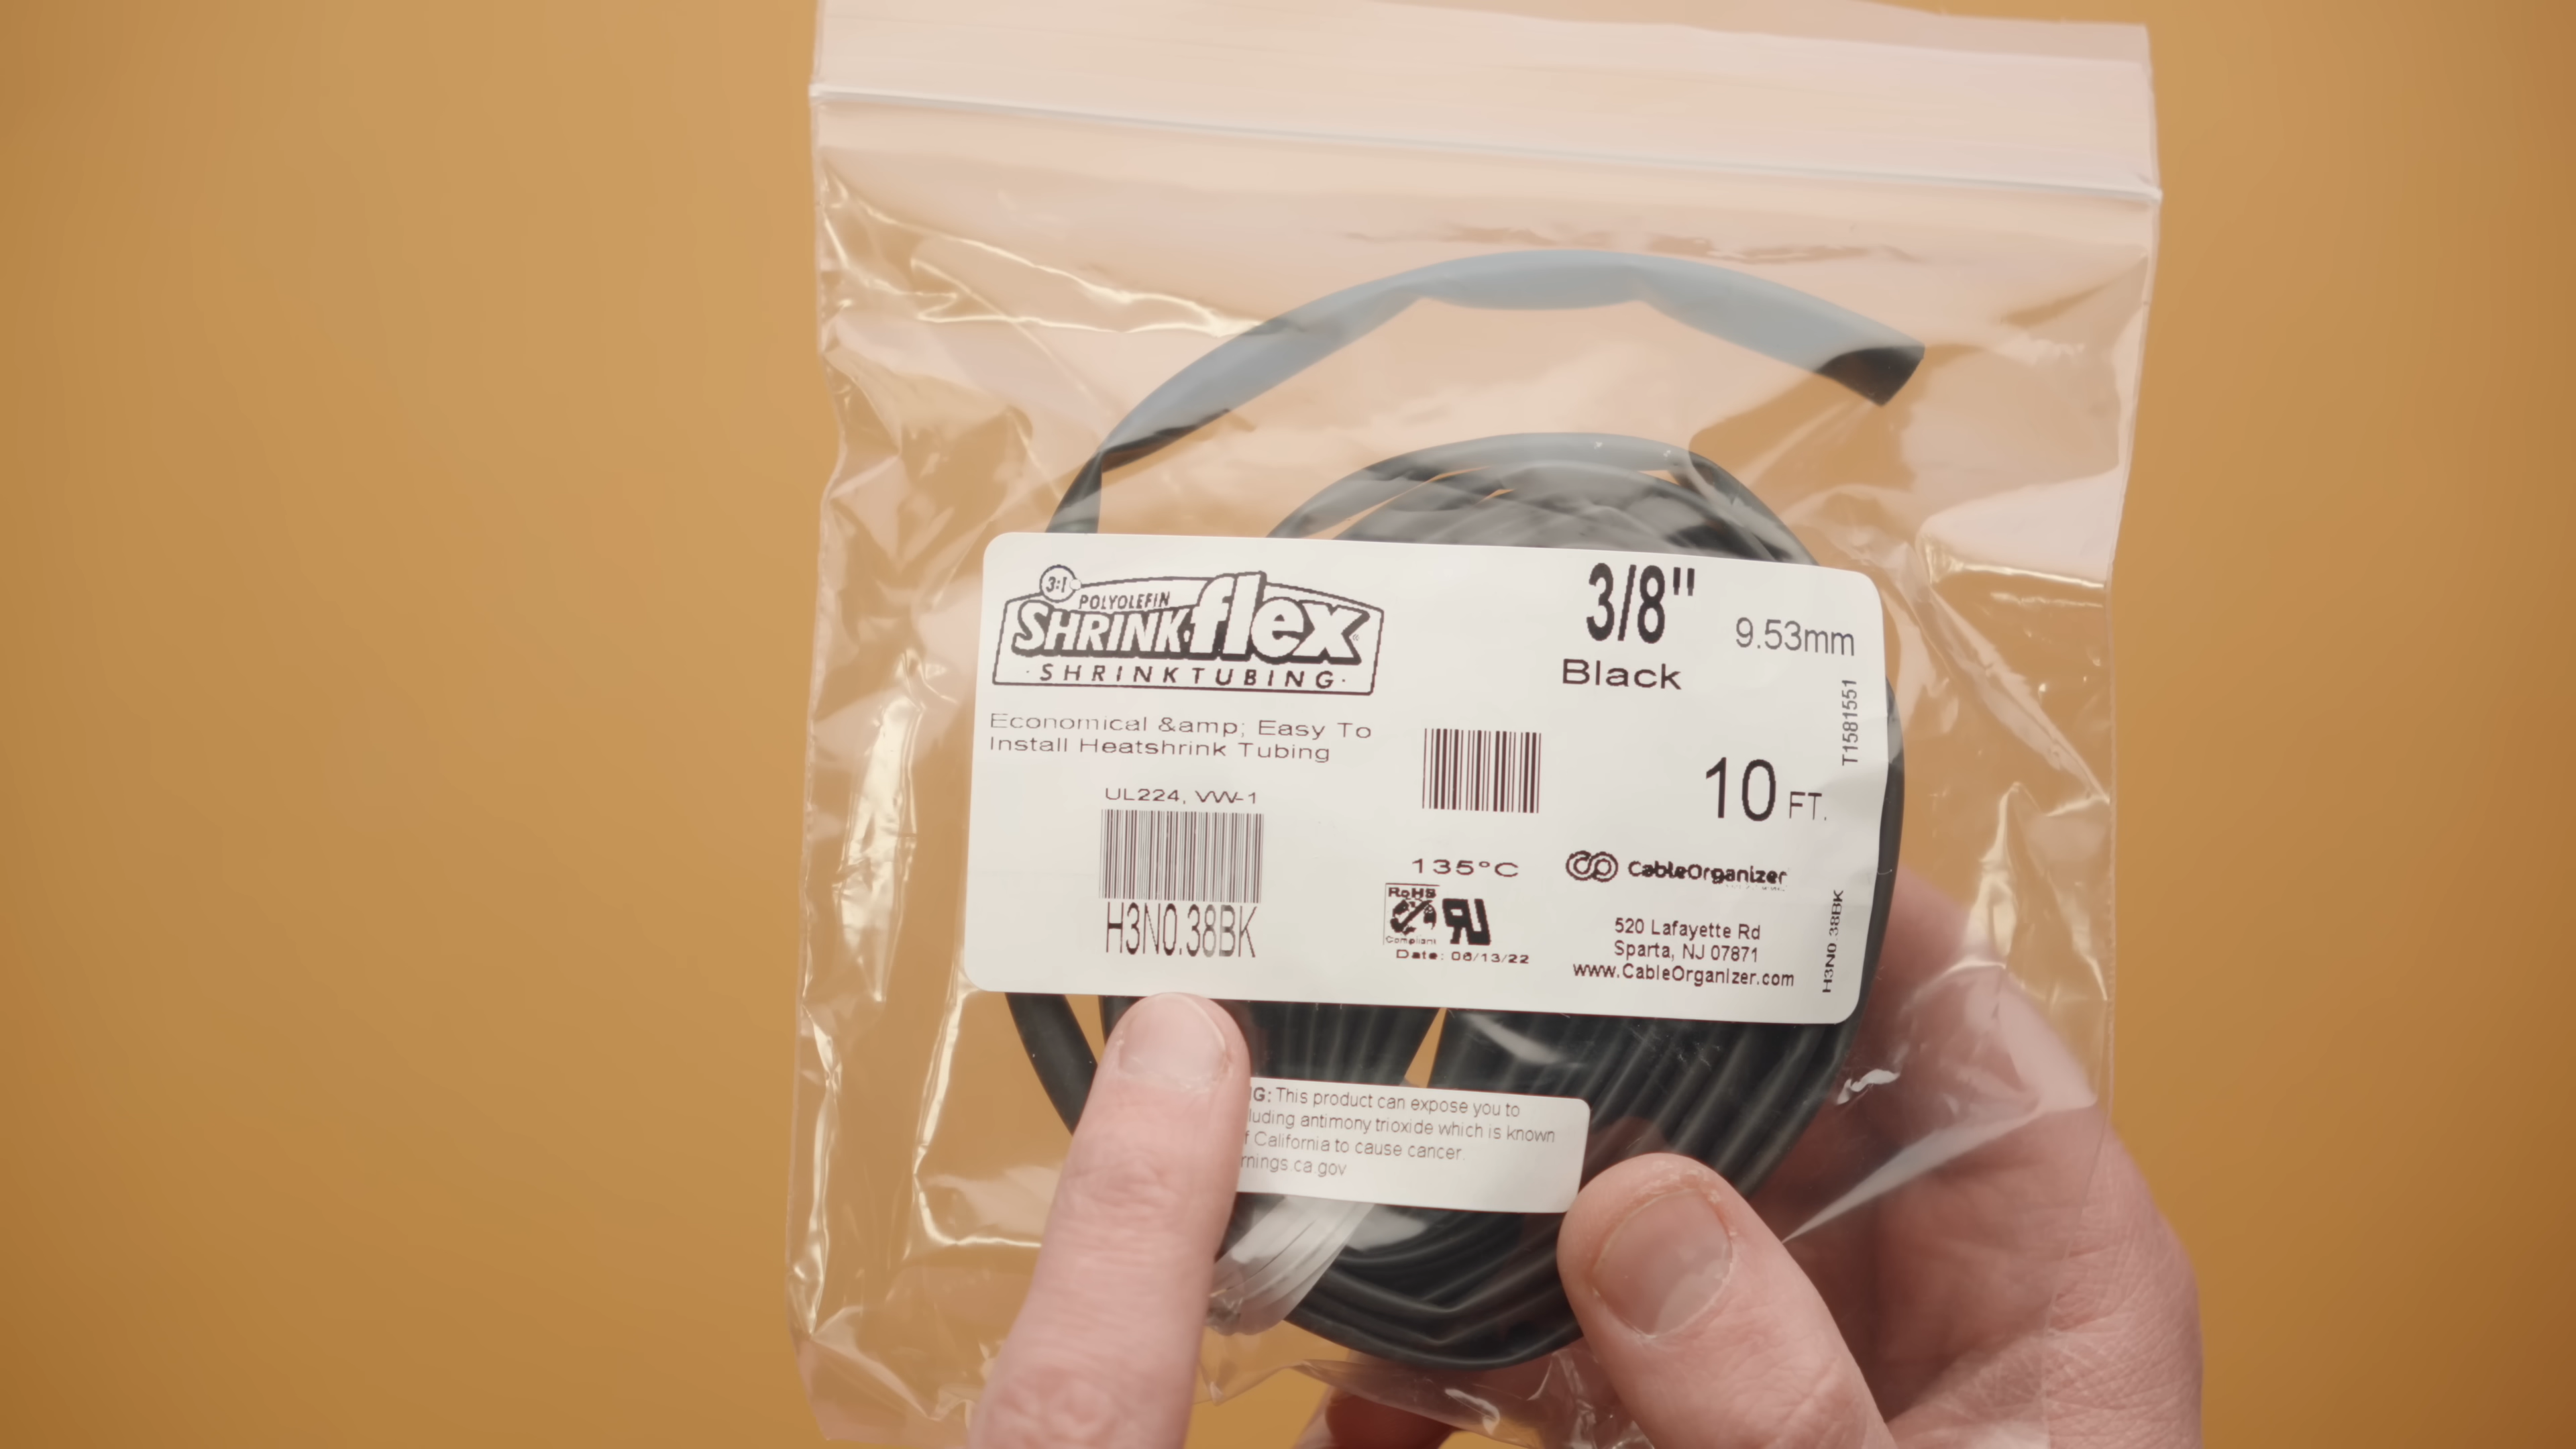 3:1
POLYOLEFIN
SHRINKflex®
·SHRINKTUBING·
3/8" 9.53mm
Black
Economical &amp; Easy To
Install Heatshrink Tubing
UL224, VW-1
H3N0.38BK
10 FT.
T1581551
135°C
RoHS
Compliant
RU
Date: 06/13/22
CableOrganizer
520 Lafayette Rd
Sparta, NJ 07871
www.CableOrganizer.com
H3N0.38BK
G: This product can expose you to
luding antimony trioxide which is known
f California to cause cancer.
rnings.ca.gov